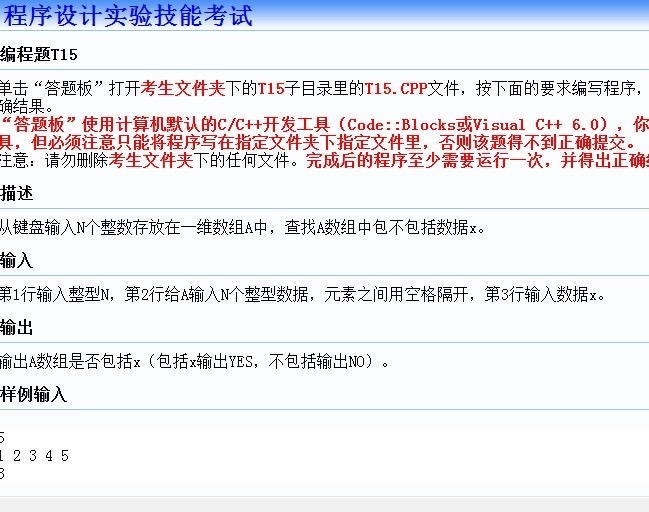 程序设计实验技能考试
编程题T15
单击“答题板”打开考生文件夹下的T15子目录里的T15.CPP文件，按下面的要求编写程序，
确结果。
“答题板”使用计算机默认的C/C++开发工具（Code::Blocks或Visual C++ 6.0），你
具，但必须注意只能将程序写在指定文件夹下指定文件里，否则该题得不到正确提交。
注意：请勿删除考生文件夹下的任何文件。完成后的程序至少需要运行一次，并得出正确结
描述
从键盘输入N个整数存放在一维数组A中，查找A数组中包不包括数据x。
输入
第1行输入整型N，第2行给A输入N个整型数据，元素之间用空格隔开，第3行输入数据x。
输出
输出A数组是否包括x（包括x输出YES，不包括输出NO）。
样例输入
5
1 2 3 4 5
3